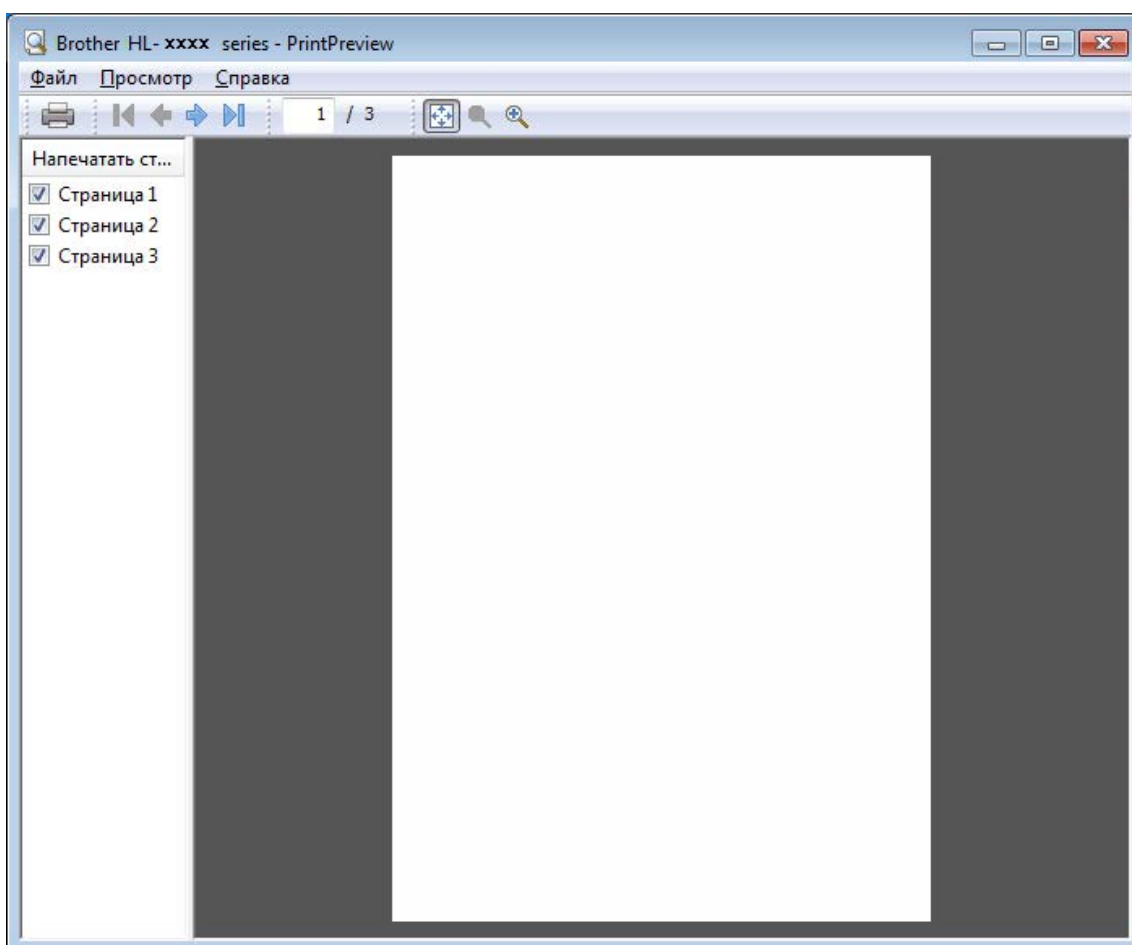 Brother HL- xxxx series - PrintPreview
Файл Просмотр Справка
1 / 3
Напечатать ст...
Страница 1
Страница 2
Страница 3